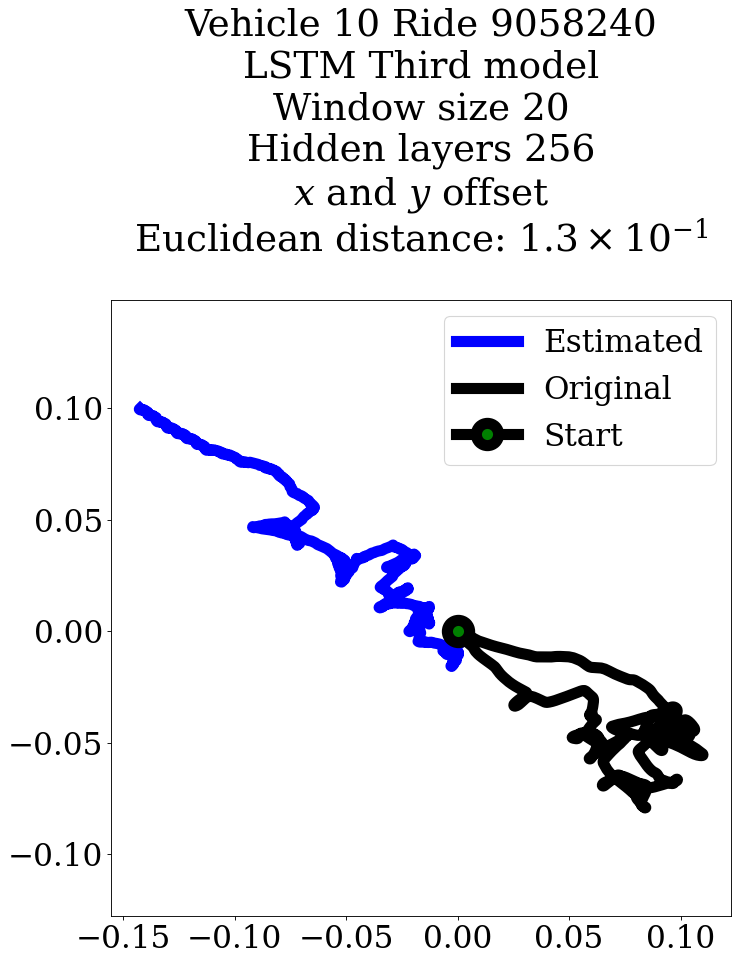 Vehicle 10 Ride 9058240
LSTM Third model
Window size 20
Hidden layers 256
x and y offset
Euclidean distance: 1.3 × 10⁻¹
Estimated
Original
Start
0.10
0.05
0.00
−0.05
−0.10
−0.15 −0.10 −0.05 0.00 0.05 0.10